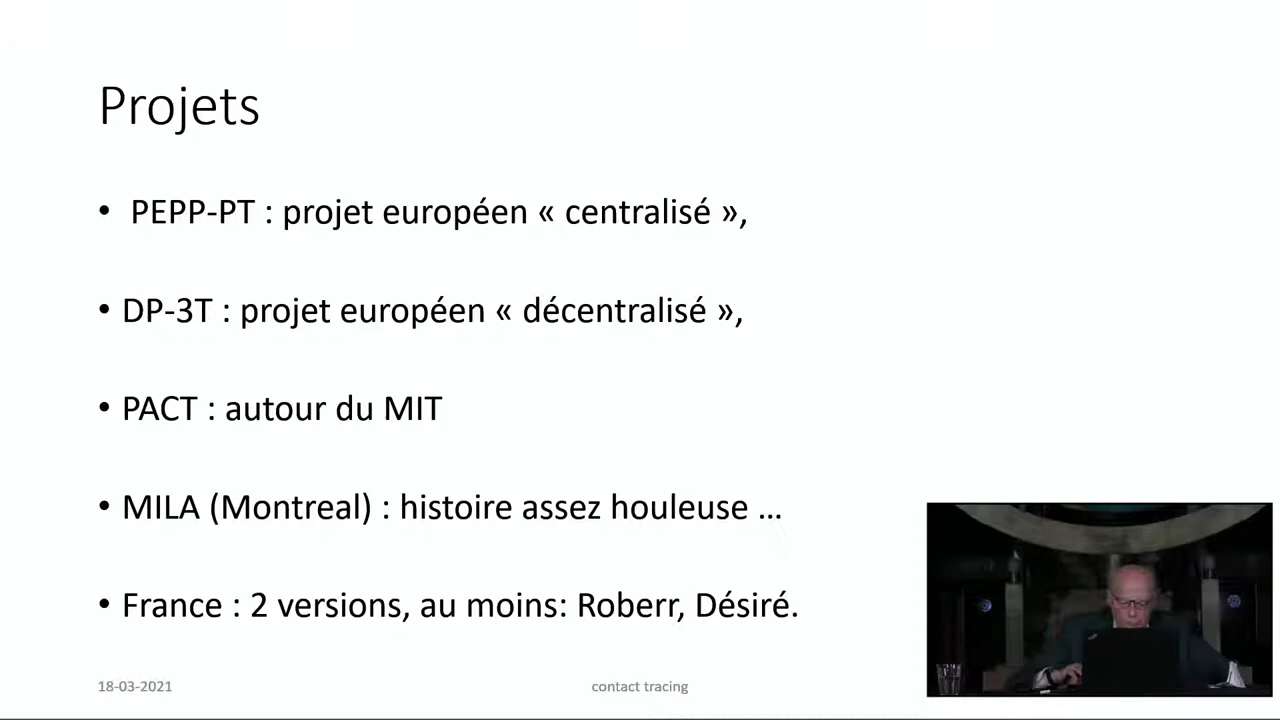 Projets
• PEPP-PT : projet européen « centralisé »,
• DP-3T : projet européen « décentralisé »,
• PACT : autour du MIT
• MILA (Montreal) : histoire assez houleuse …
• France : 2 versions, au moins: Roberr, Désiré.
18-03-2021
contact tracing